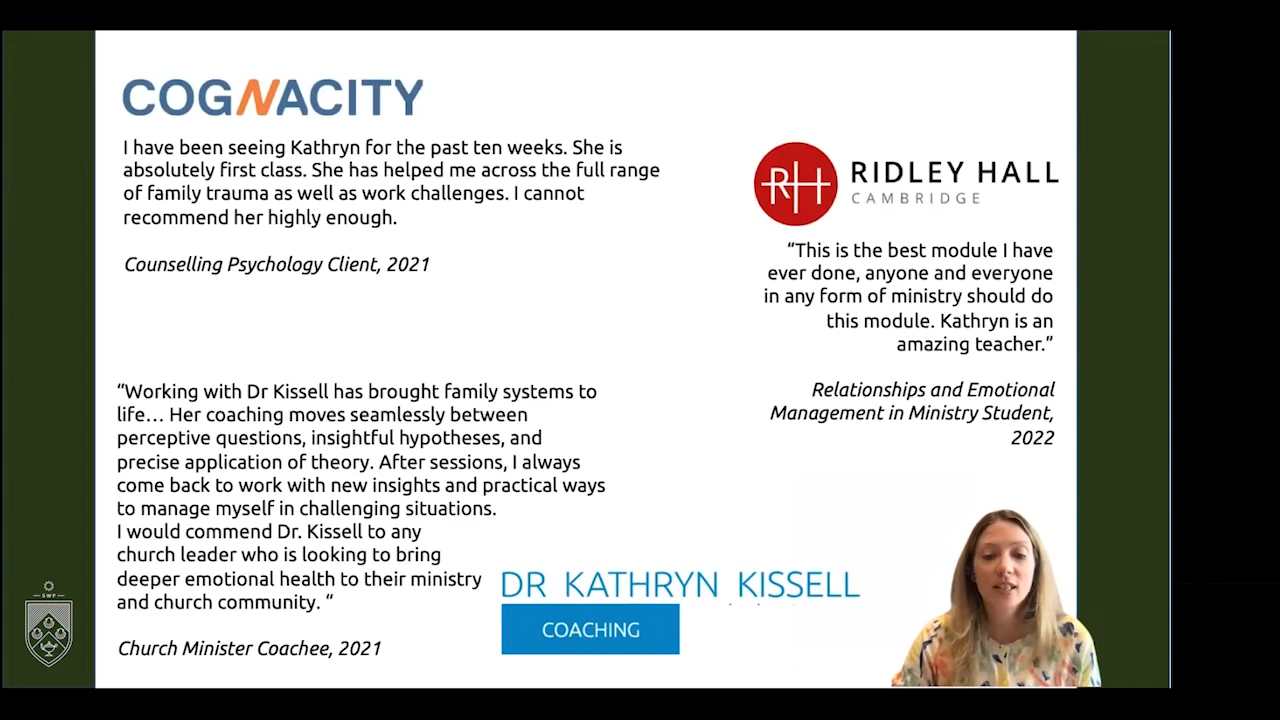 COGNACITY
I have been seeing Kathryn for the past ten weeks. She is
absolutely first class. She has helped me across the full range
of family trauma as well as work challenges. I cannot
recommend her highly enough.
Counselling Psychology Client, 2021
RH
RIDLEY HALL
CAMBRIDGE
“This is the best module I have
ever done, anyone and everyone
in any form of ministry should do
this module. Kathryn is an
amazing teacher.”
Relationships and Emotional
Management in Ministry Student,
2022
“Working with Dr Kissell has brought family systems to
life… Her coaching moves seamlessly between
perceptive questions, insightful hypotheses, and
precise application of theory. After sessions, I always
come back to work with new insights and practical ways
to manage myself in challenging situations.
I would commend Dr. Kissell to any
church leader who is looking to bring
deeper emotional health to their ministry
and church community. “
Church Minister Coachee, 2021
DR KATHRYN KISSELL
COACHING
SWF